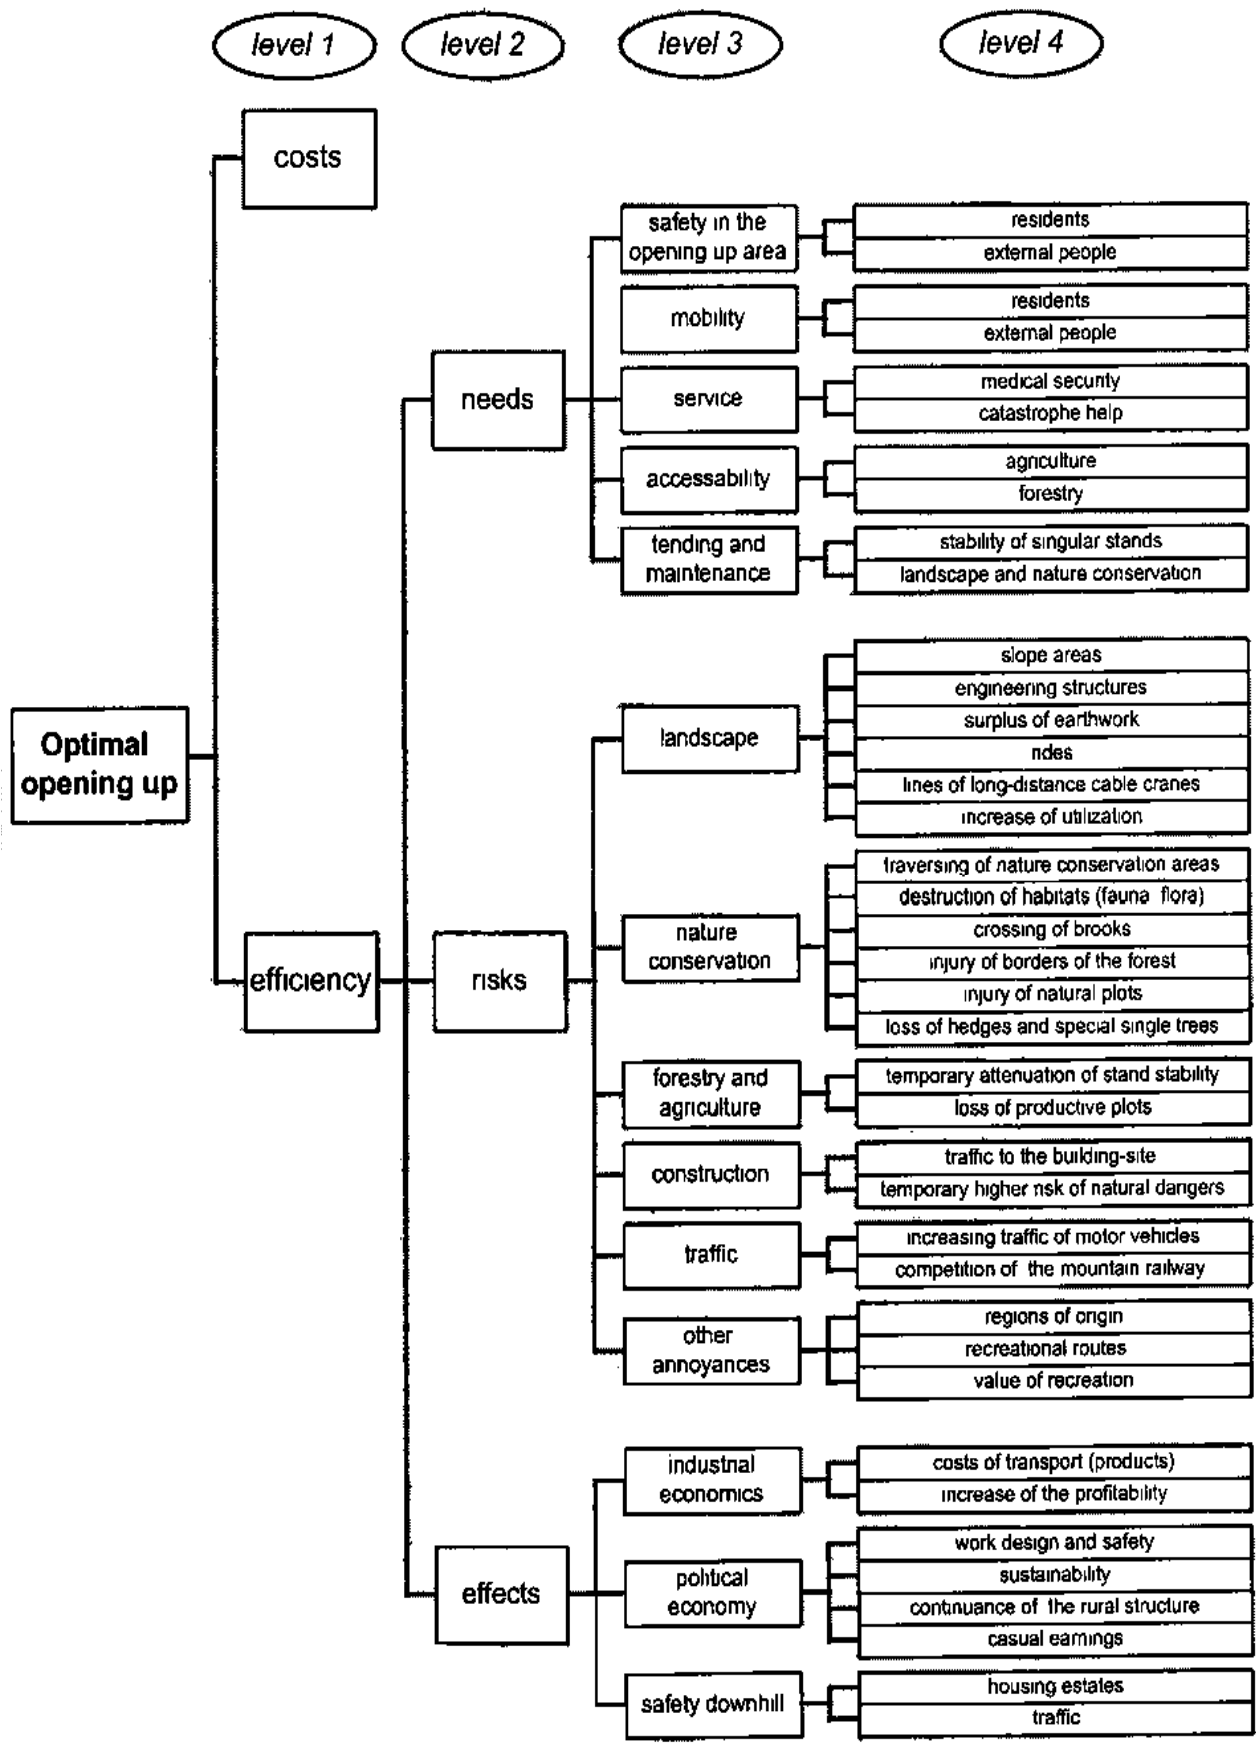 level 1
level 2
level 3
level 4
costs
safety in the
opening up area
residents
external people
mobility
residents
external people
needs
service
medical security
catastrophe help
accessability
agriculture
forestry
tending and
maintenance
stability of singular stands
landscape and nature conservation
Optimal
opening up
landscape
slope areas
engineering structures
surplus of earthwork
rides
lines of long-distance cable cranes
increase of utilization
efficiency
risks
nature
conservation
traversing of nature conservation areas
destruction of habitats (fauna flora)
crossing of brooks
injury of borders of the forest
injury of natural plots
loss of hedges and special single trees
forestry and
agriculture
temporary attenuation of stand stability
loss of productive plots
construction
traffic to the building-site
temporary higher risk of natural dangers
traffic
increasing traffic of motor vehicles
competition of the mountain railway
other
annoyances
regions of origin
recreational routes
value of recreation
effects
industrial
economics
costs of transport (products)
increase of the profitability
political
economy
work design and safety
sustainability
continuance of the rural structure
casual earnings
safety downhill
housing estates
traffic